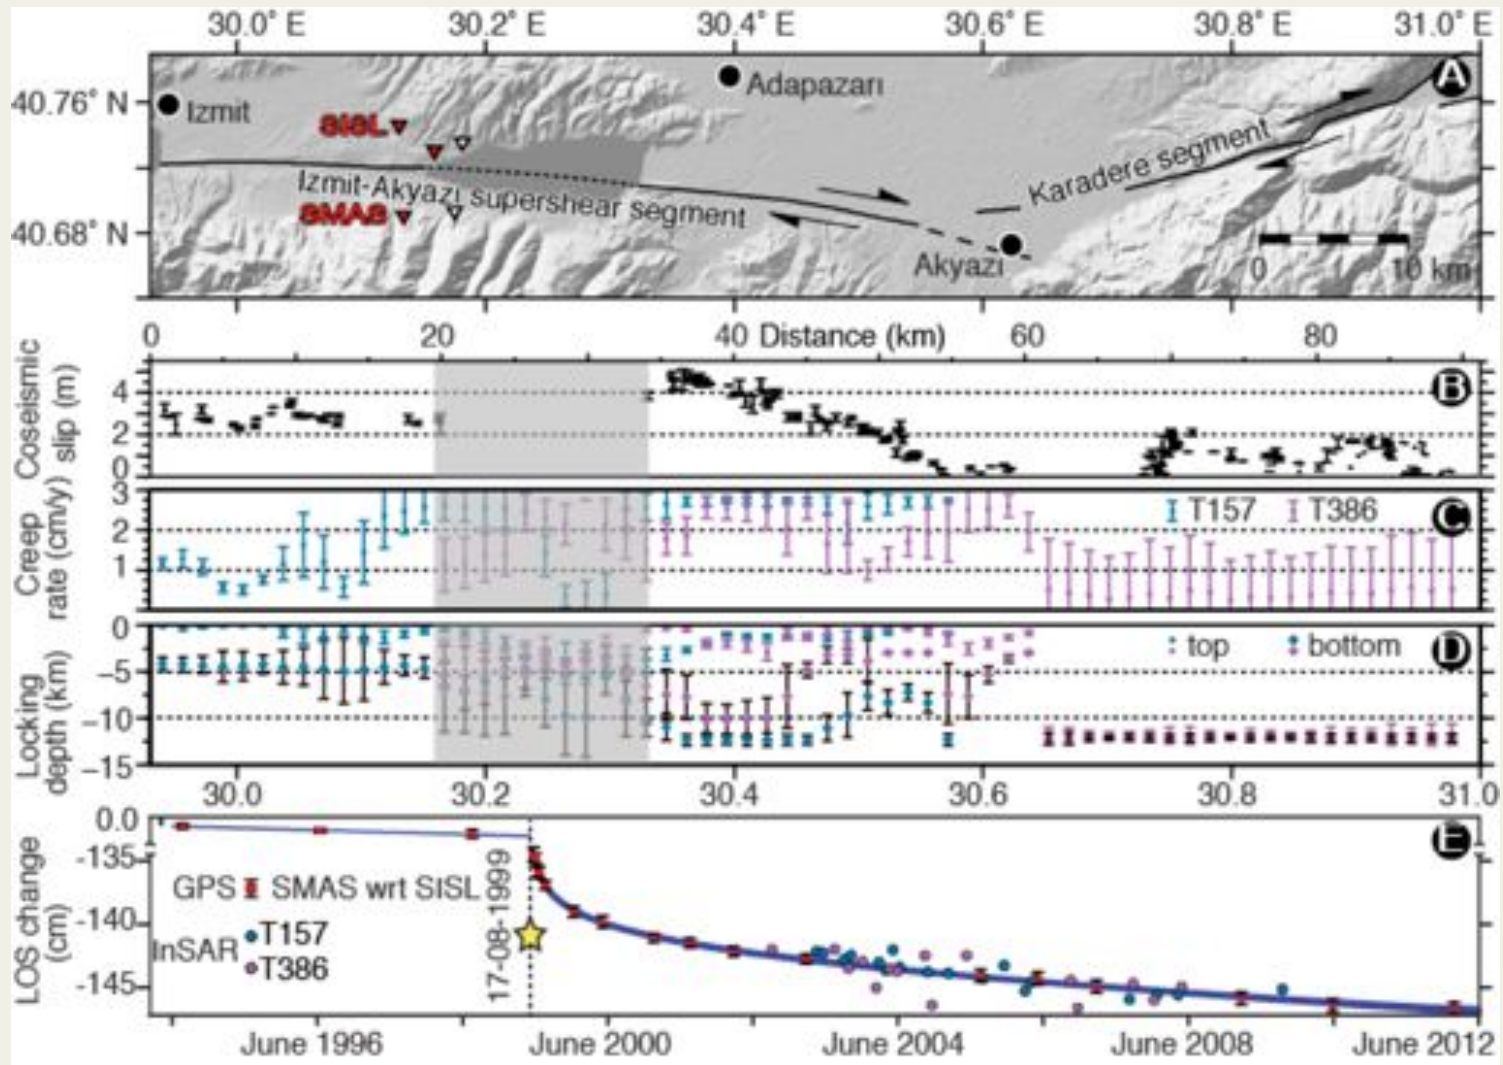 30.0° E 30.2° E 30.4° E 30.6° E 30.8° E 31.0° E
A
40.76° N
Izmit
SISL
Adapazarı
Karadere segment
Izmit-Akyazı supershear segment
SMAS
40.68° N
Akyazı
0 10 km
0 20 40 Distance (km) 60 80
Coseismic slip (m)
4
2
0
B
Creep rate (cm/y)
3
2
1
T157 T386
C
Locking depth (km)
0
−5
−10
−15
top bottom
D
30.0 30.2 30.4 30.6 30.8 31.0
LOS change (cm)
0.0
-135
-140
-145
E
GPS SMAS wrt SISL
InSAR T157
T386
17-08-1999
June 1996 June 2000 June 2004 June 2008 June 2012